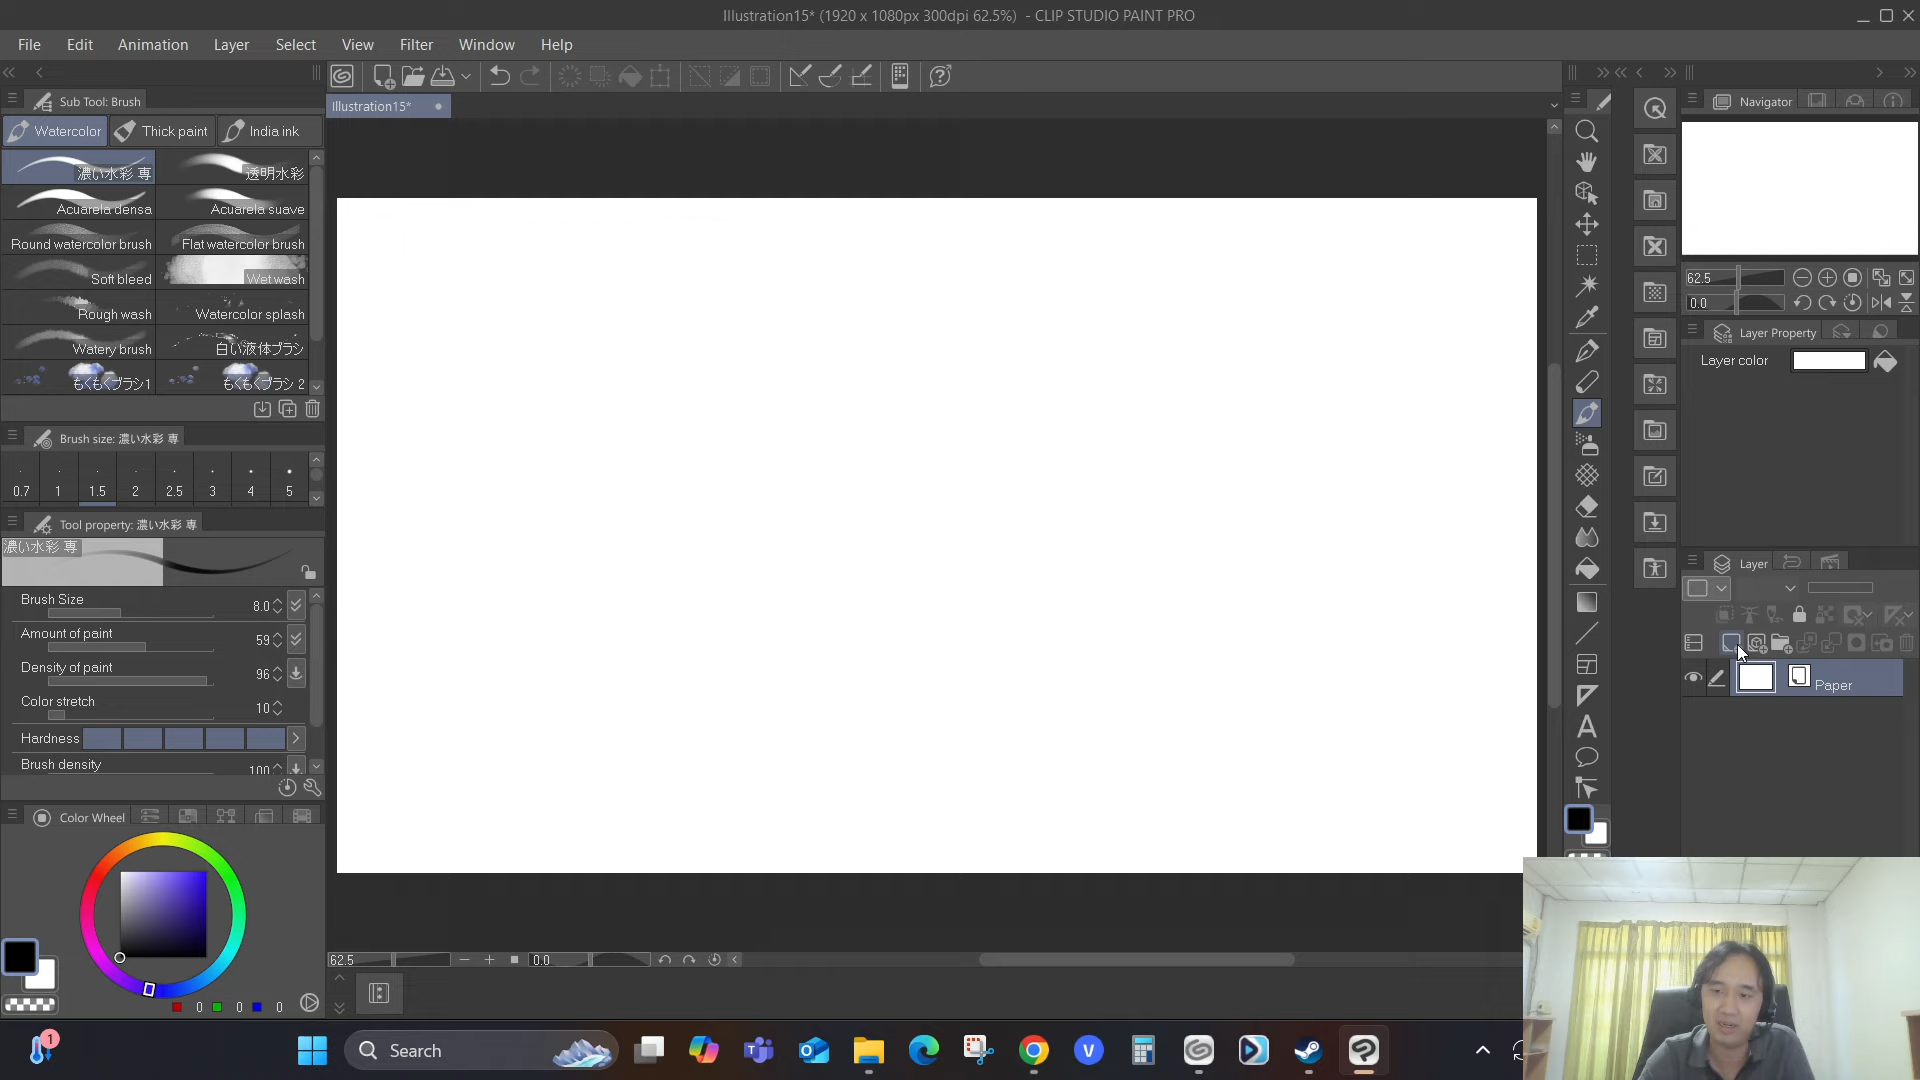 Illustration15* (1920 x 1080px 300dpi 62.5%) - CLIP STUDIO PAINT PRO
File Edit Animation Layer Select View Filter Window Help
Sub Tool: Brush
Illustration15*
Navigator
Watercolor Thick paint India ink
濃い水彩 専 透明水彩
Acuarela densa Acuarela suave
Round watercolor brush Flat watercolor brush
Soft bleed Wet wash
Rough wash Watercolor splash
Watery brush 白い液体ブラシ
もくもくブラシ1 もくもくブラシ 2
62.5
0.0
Layer Property
Layer color
Brush size: 濃い水彩 専
0.7 1 1.5 2 2.5 3 4 5
Tool property: 濃い水彩 専
濃い水彩 専
Brush Size 8.0
Amount of paint 59
Density of paint 96
Color stretch 10
Hardness
Brush density 100
Layer
Paper
Color Wheel
0 0 0
62.5 0.0
1
Search